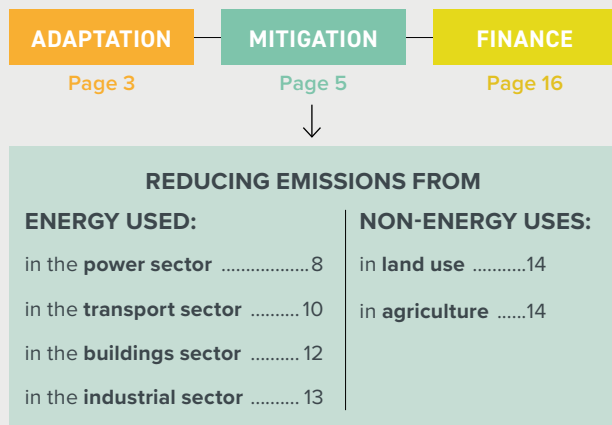 ADAPTATION MITIGATION FINANCE
Page 3 Page 5 Page 16
REDUCING EMISSIONS FROM
ENERGY USED:
in the power sector ..................8
in the transport sector .......... 10
in the buildings sector .......... 12
in the industrial sector .......... 13
NON-ENERGY USES:
in land use ...........14
in agriculture ......14